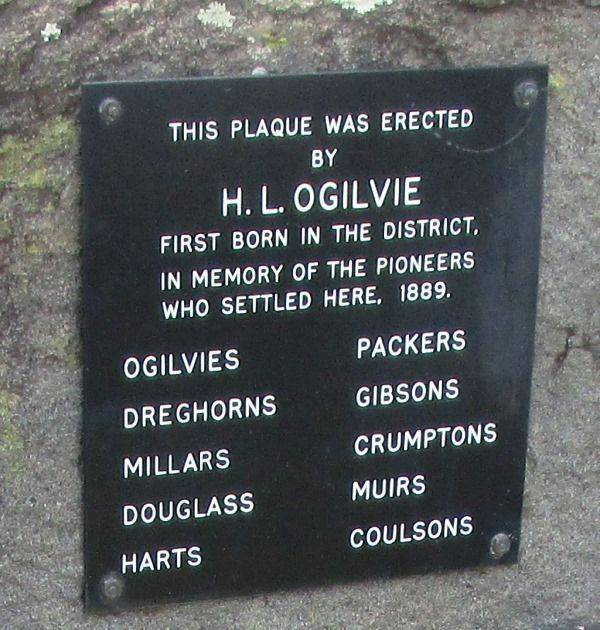 THIS PLAQUE WAS ERECTED
BY
H. L. OGILVIE
FIRST BORN IN THE DISTRICT,
IN MEMORY OF THE PIONEERS
WHO SETTLED HERE, 1889.
OGILVIES
DREGHORNS
MILLARS
DOUGLASS
HARTS
PACKERS
GIBSONS
CRUMPTONS
MUIRS
COULSONS